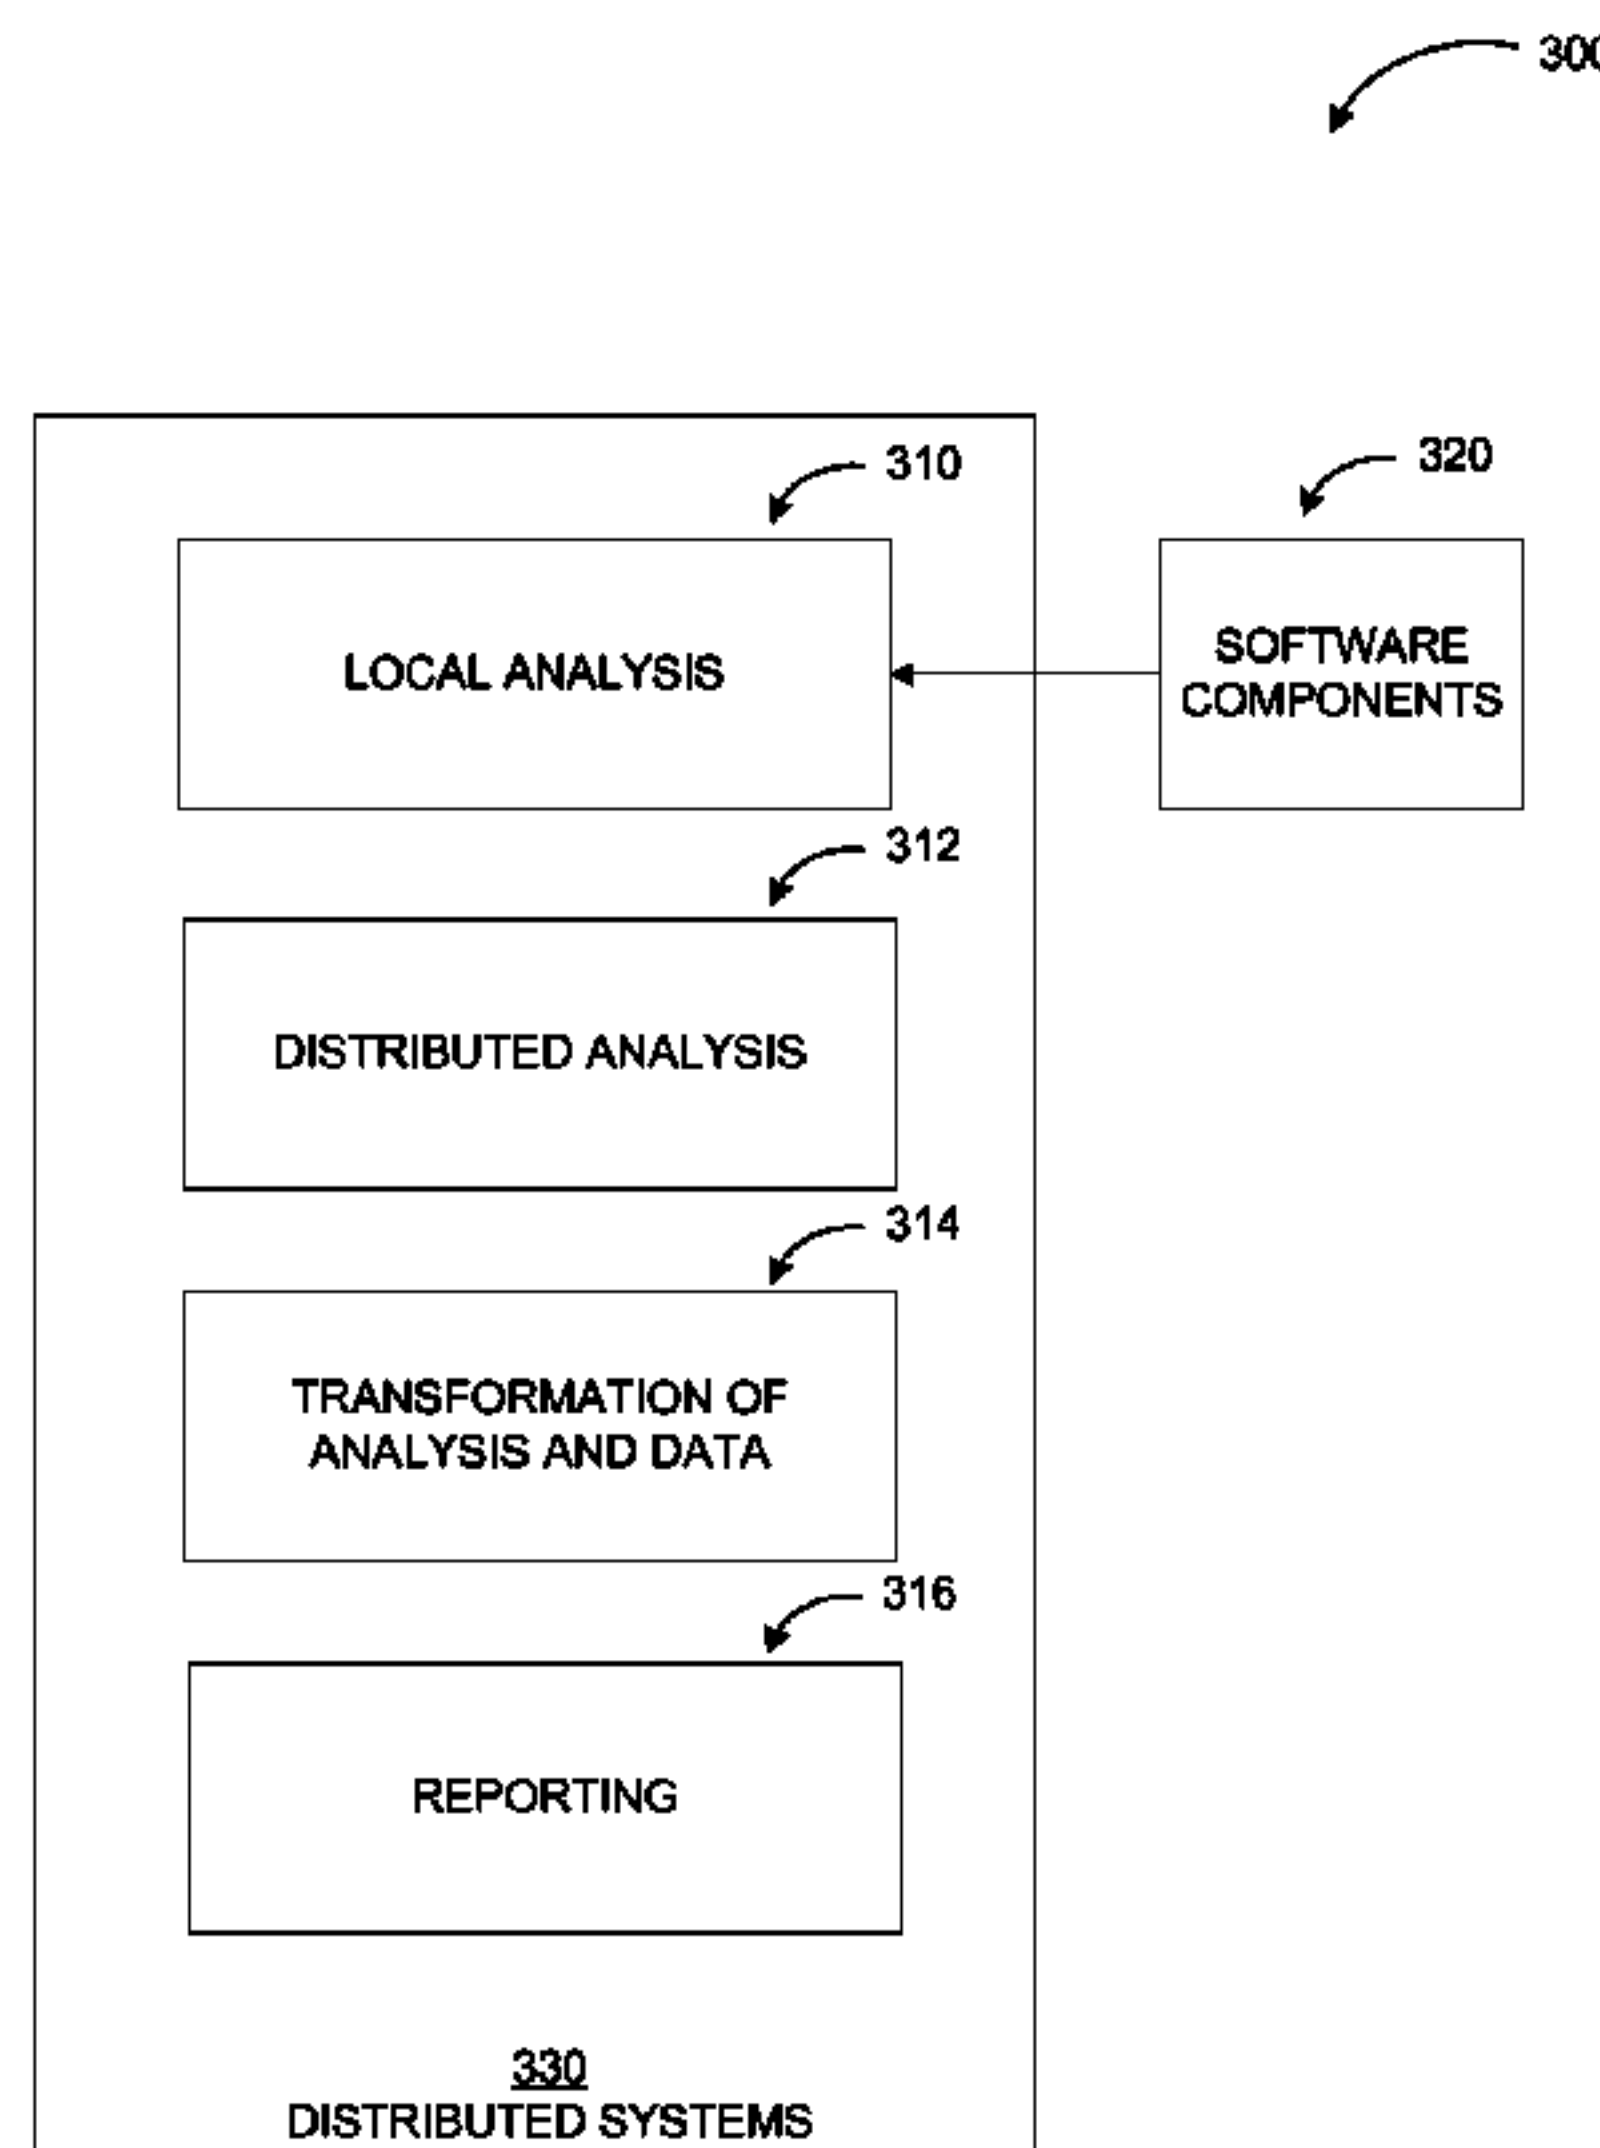 300
310
320
LOCAL ANALYSIS
SOFTWARE
COMPONENTS
312
DISTRIBUTED ANALYSIS
314
TRANSFORMATION OF
ANALYSIS AND DATA
316
REPORTING
330
DISTRIBUTED SYSTEMS